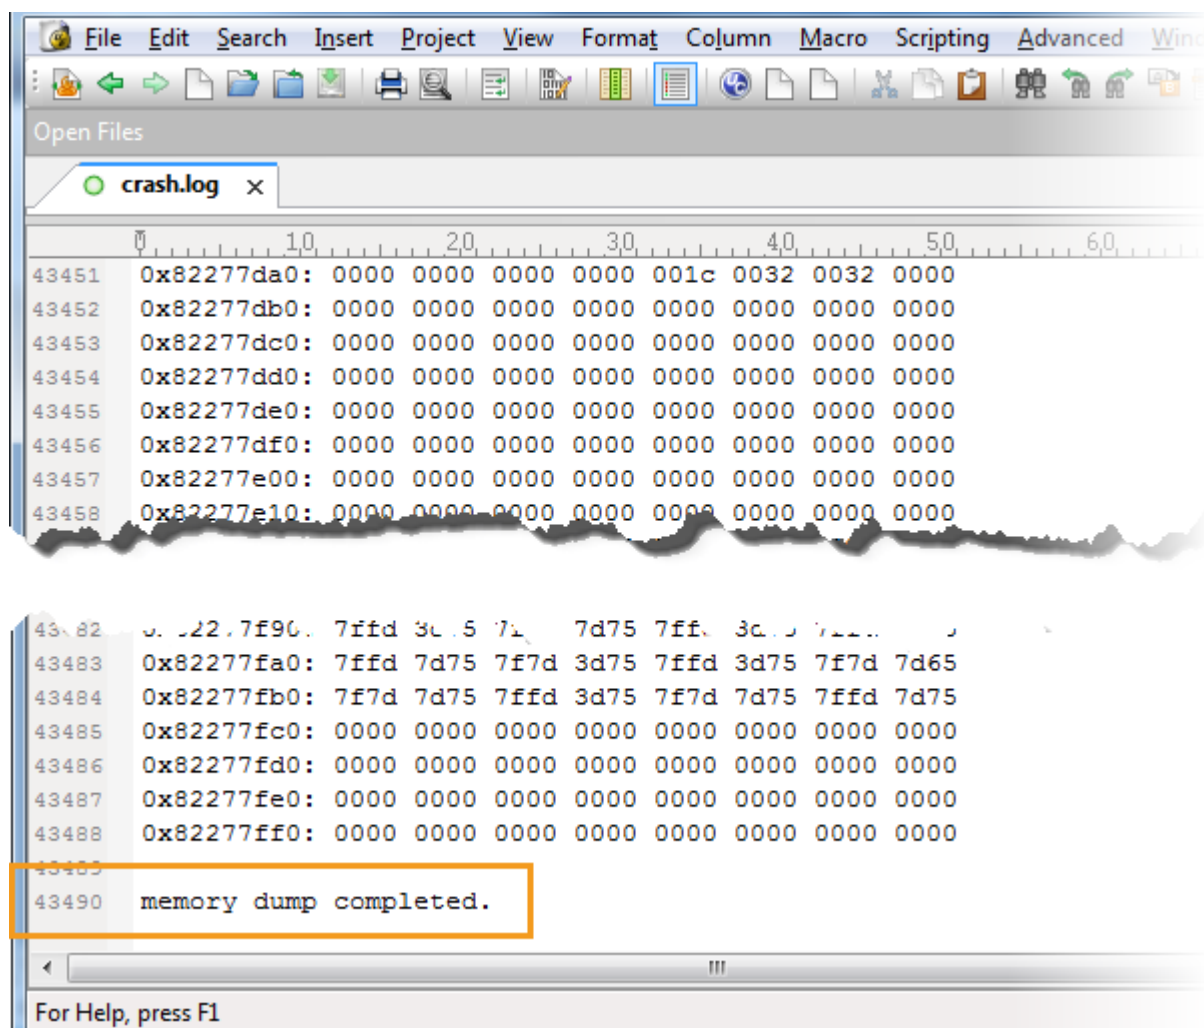 File Edit Search Insert Project View Format Column Macro Scripting Advanced
Open Files
crash.log
10 20 30 40 50 60
43451 0x82277da0: 0000 0000 0000 0000 001c 0032 0032 0000
43452 0x82277db0: 0000 0000 0000 0000 0000 0000 0000 0000
43453 0x82277dc0: 0000 0000 0000 0000 0000 0000 0000 0000
43454 0x82277dd0: 0000 0000 0000 0000 0000 0000 0000 0000
43455 0x82277de0: 0000 0000 0000 0000 0000 0000 0000 0000
43456 0x82277df0: 0000 0000 0000 0000 0000 0000 0000 0000
43457 0x82277e00: 0000 0000 0000 0000 0000 0000 0000 0000
43458 0x82277e10: 0000 0000 0000 0000 0000 0000 0000 0000
7ffd 7d75
43483 0x82277fa0: 7ffd 7d75 7f7d 3d75 7ffd 3d75 7f7d 7d65
43484 0x82277fb0: 7f7d 7d75 7ffd 3d75 7f7d 7d75 7ffd 7d75
43485 0x82277fc0: 0000 0000 0000 0000 0000 0000 0000 0000
43486 0x82277fd0: 0000 0000 0000 0000 0000 0000 0000 0000
43487 0x82277fe0: 0000 0000 0000 0000 0000 0000 0000 0000
43488 0x82277ff0: 0000 0000 0000 0000 0000 0000 0000 0000
43489
43490 memory dump completed.
For Help, press F1